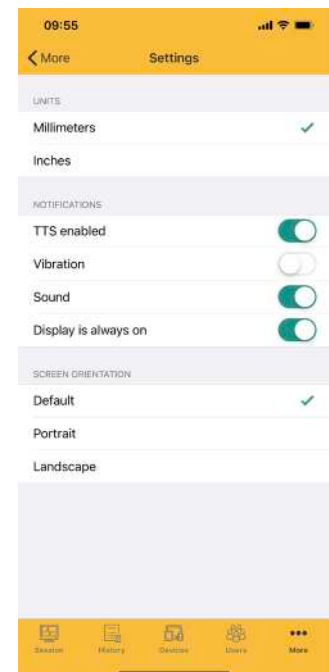 09:55
More
Settings
UNITS
Millimeters
Inches
NOTIFICATIONS
TTS enabled
Vibration
Sound
Display is always on
SCREEN ORIENTATION
Default
Portrait
Landscape
Session
History
Devices
Users
More